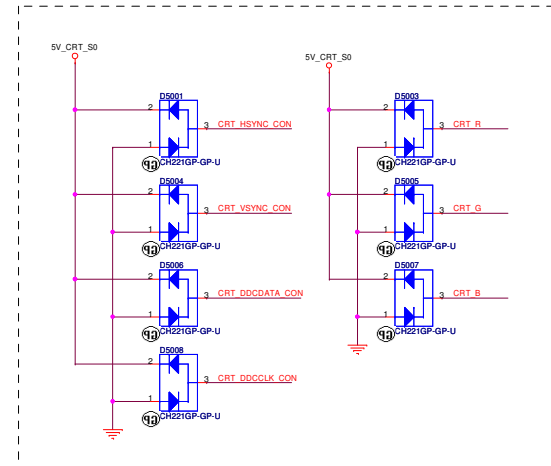 5V_CRT_S0
D5001
2
3 CRT_HSYNC_CON
1
CH221GP-GP-U
D5004
2
3 CRT_VSYNC_CON
1
CH221GP-GP-U
D5006
2
3 CRT_DDCDATA_CON
1
CH221GP-GP-U
D5008
2
3 CRT_DDCCLK_CON
1
CH221GP-GP-U
5V_CRT_S0
D5003
2
3 CRT_R
1
CH221GP-GP-U
D5005
2
3 CRT_G
1
CH221GP-GP-U
D5007
2
3 CRT_B
1
CH221GP-GP-U